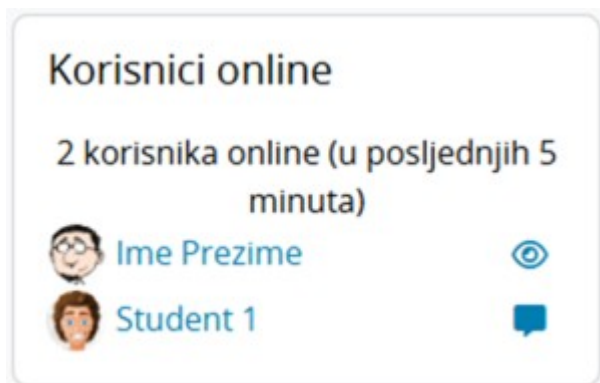 Korisnici online
2 korisnika online (u posljednjih 5
minuta)
Ime Prezime
Student 1